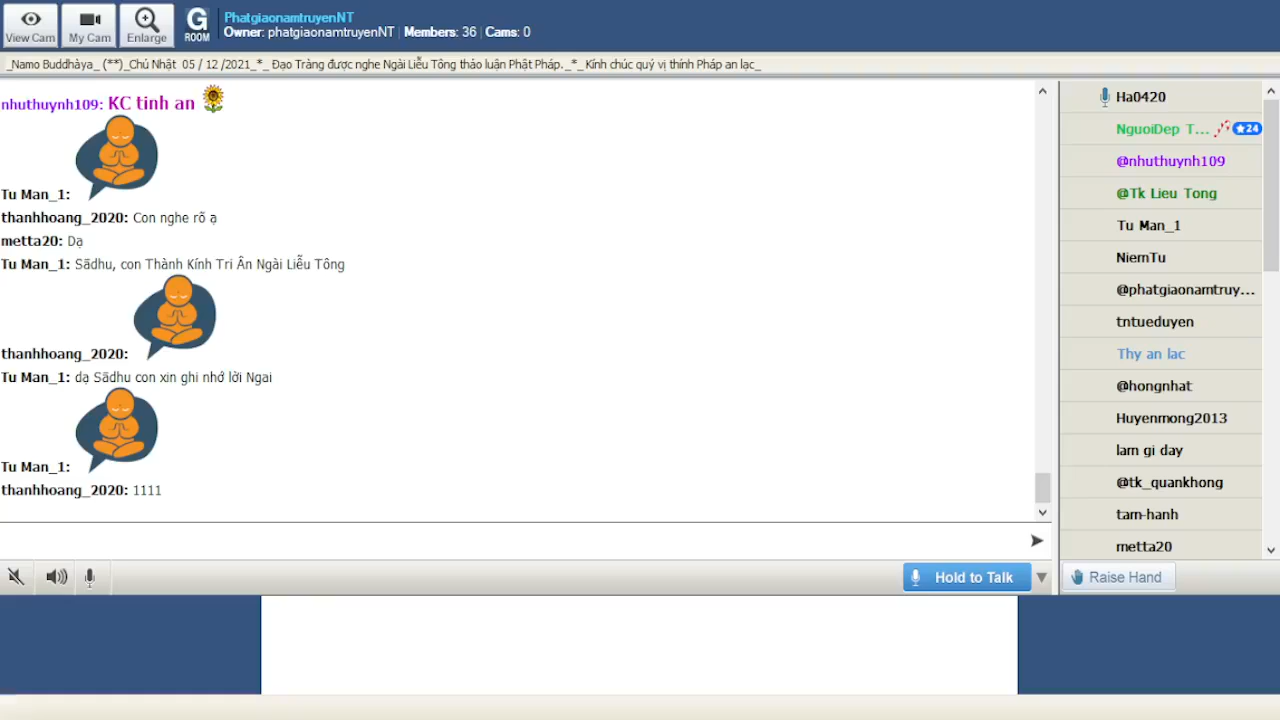 View Cam
My Cam
Enlarge
G
ROOM
PhatgiaonamtruyenNT
Owner: phatgiaonamtruyenNT | Members: 36 | Cams: 0
_Namo Buddhàya_ (**)_Chủ Nhật 05 / 12 /2021_*_ Đạo Tràng được nghe Ngài Liễu Tông thảo luận Phật Pháp._*_Kính chúc quý vị thính Pháp an lạc_
nhuthuynh109: KC tinh an
Tu Man_1:
thanhhoang_2020: Con nghe rõ ạ
metta20: Dạ
Tu Man_1: Sādhu, con Thành Kính Tri Ân Ngài Liễu Tông
thanhhoang_2020:
Tu Man_1: dạ Sādhu con xin ghi nhớ lời Ngai
Tu Man_1:
thanhhoang_2020: 1111
Ha0420
NguoiDep T... 24
@nhuthuynh109
@Tk Lieu Tong
Tu Man_1
NiemTu
@phatgiaonamtruy...
tntueduyen
Thy an lac
@hongnhat
Huyenmong2013
lam gi day
@tk_quankhong
tam-hanh
metta20
Hold to Talk
Raise Hand